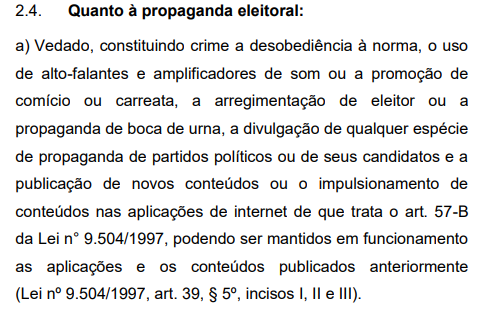 2.4. Quanto à propaganda eleitoral:
a) Vedado, constituindo crime a desobediência à norma, o uso
de alto-falantes e amplificadores de som ou a promoção de
comício ou carreata, a arregimentação de eleitor ou a
propaganda de boca de urna, a divulgação de qualquer espécie
de propaganda de partidos políticos ou de seus candidatos e a
publicação de novos conteúdos ou o impulsionamento de
conteúdos nas aplicações de internet de que trata o art. 57-B
da Lei n° 9.504/1997, podendo ser mantidos em funcionamento
as aplicações e os conteúdos publicados anteriormente
(Lei nº 9.504/1997, art. 39, § 5º, incisos I, II e III).